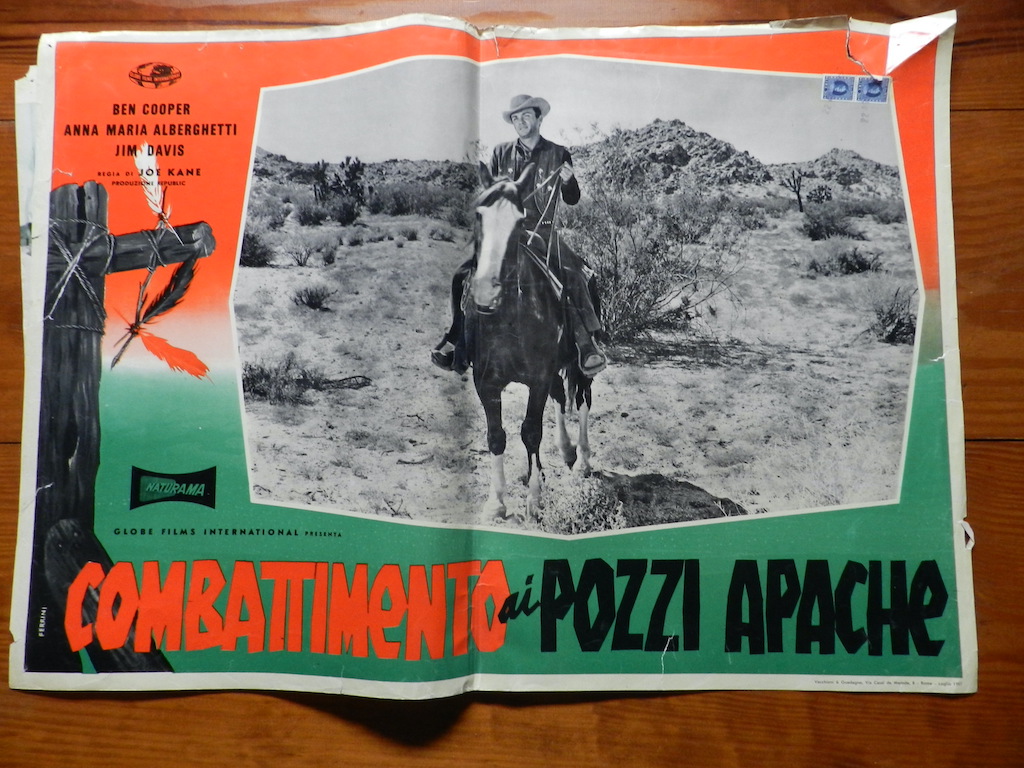 BEN COOPER
ANNA MARIA ALBERGHETTI
JIM DAVIS
REGIA DI JOE KANE
PRODUZIONE REPUBLIC
NATURAMA
GLOBE FILMS INTERNATIONAL PRESENTA
COMBATTIMENTO ai POZZI APACHE
FERRINI